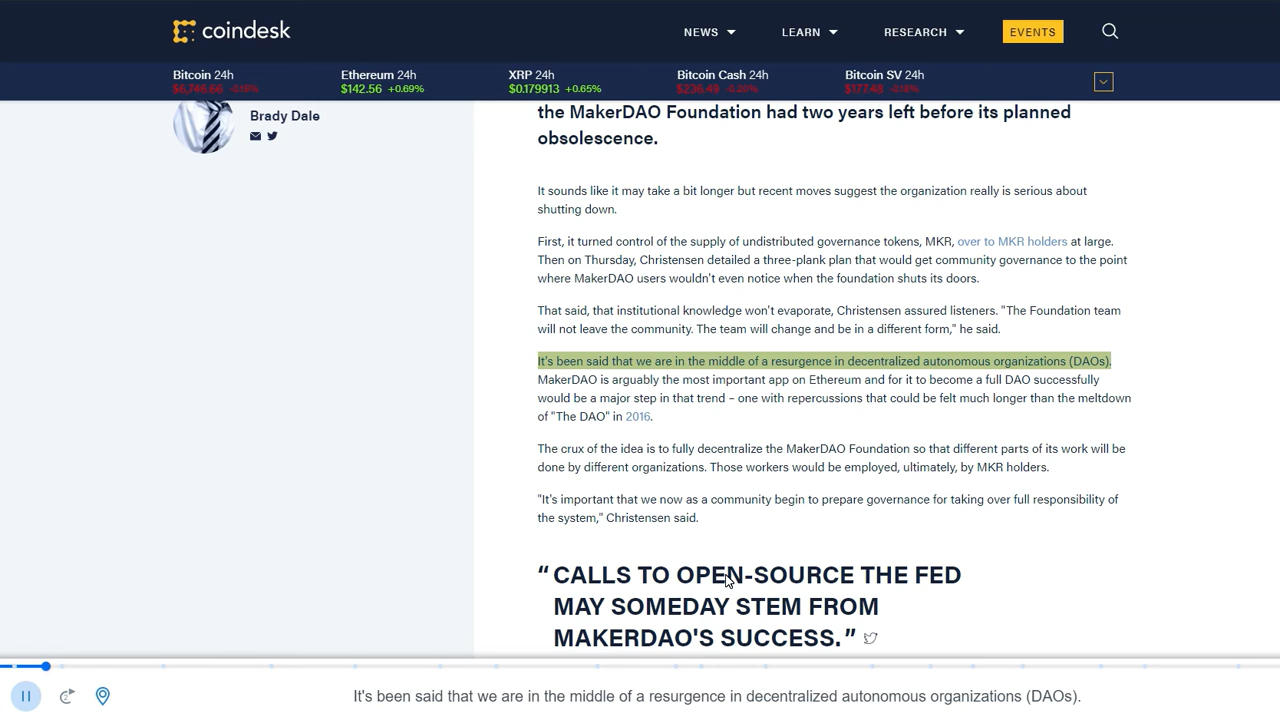 coindesk
NEWS LEARN RESEARCH EVENTS
Bitcoin 24h Ethereum 24h XRP 24h Bitcoin Cash 24h Bitcoin SV 24h
$6,746.66 -0.18% $142.56 +0.69% $0.179913 +0.65% $236.49 -0.20% $177.48 -0.18%
Brady Dale
the MakerDAO Foundation had two years left before its planned
obsolescence.
It sounds like it may take a bit longer but recent moves suggest the organization really is serious about
shutting down.
First, it turned control of the supply of undistributed governance tokens, MKR, over to MKR holders at large.
Then on Thursday, Christensen detailed a three-plank plan that would get community governance to the point
where MakerDAO users wouldn't even notice when the foundation shuts its doors.
That said, that institutional knowledge won't evaporate, Christensen assured listeners. "The Foundation team
will not leave the community. The team will change and be in a different form," he said.
It's been said that we are in the middle of a resurgence in decentralized autonomous organizations (DAOs).
MakerDAO is arguably the most important app on Ethereum and for it to become a full DAO successfully
would be a major step in that trend – one with repercussions that could be felt much longer than the meltdown
of "The DAO" in 2016.
The crux of the idea is to fully decentralize the MakerDAO Foundation so that different parts of its work will be
done by different organizations. Those workers would be employed, ultimately, by MKR holders.
"It's important that we now as a community begin to prepare governance for taking over full responsibility of
the system," Christensen said.
“CALLS TO OPEN-SOURCE THE FED
MAY SOMEDAY STEM FROM
MAKERDAO'S SUCCESS.”
It's been said that we are in the middle of a resurgence in decentralized autonomous organizations (DAOs).